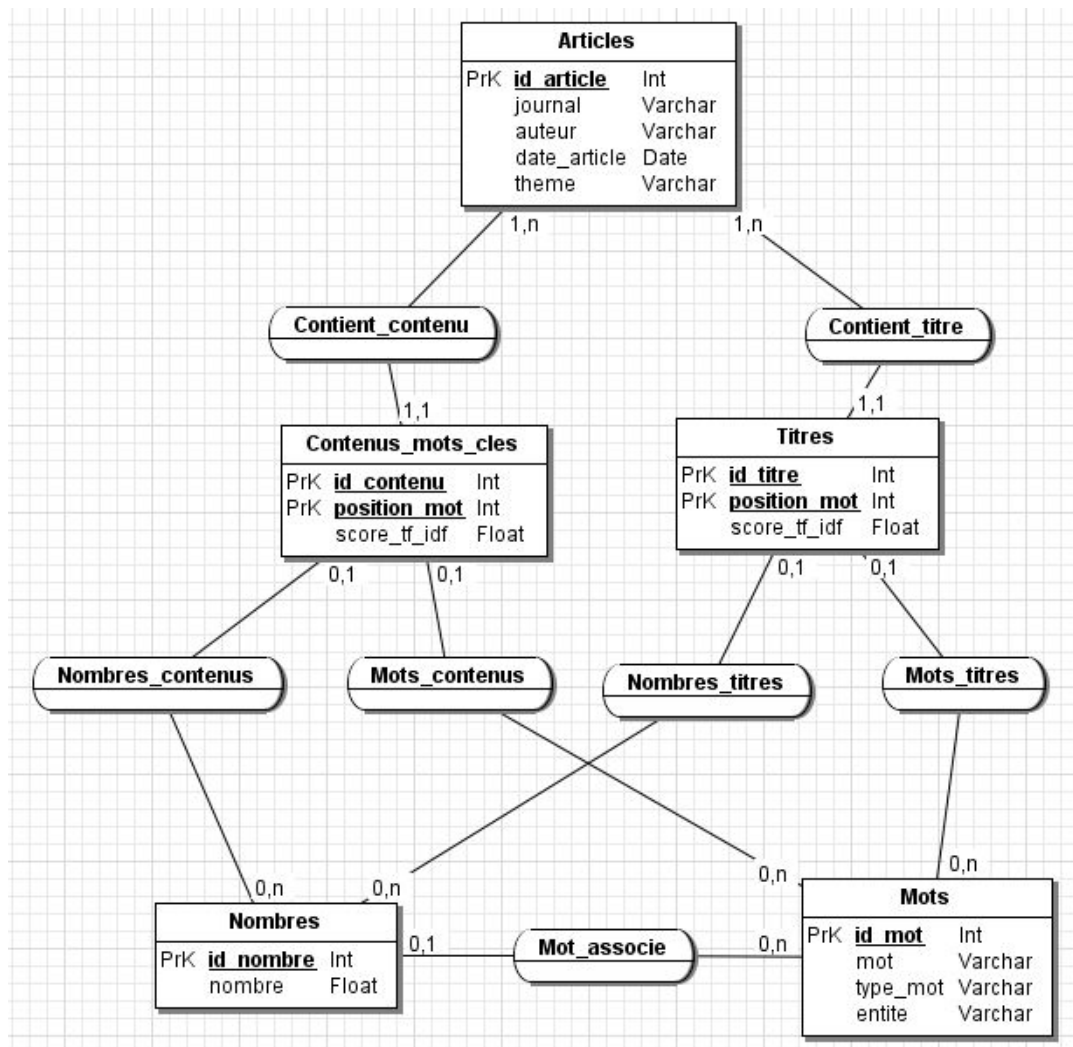 Articles
PrK id_article Int
journal Varchar
auteur Varchar
date_article Date
theme Varchar
1,n
1,n
Contient_contenu
Contient_titre
1,1
1,1
Contenus_mots_cles
PrK id_contenu Int
PrK position_mot Int
score_tf_idf Float
Titres
PrK id_titre Int
PrK position_mot Int
score_tf_idf Float
0,1
0,1
0,1
0,1
Nombres_contenus
Mots_contenus
Nombres_titres
Mots_titres
0,n
0,n
0,n
0,n
Nombres
PrK id_nombre Int
nombre Float
0,1
Mot_associe
0,n
Mots
PrK id_mot Int
mot Varchar
type_mot Varchar
entite Varchar